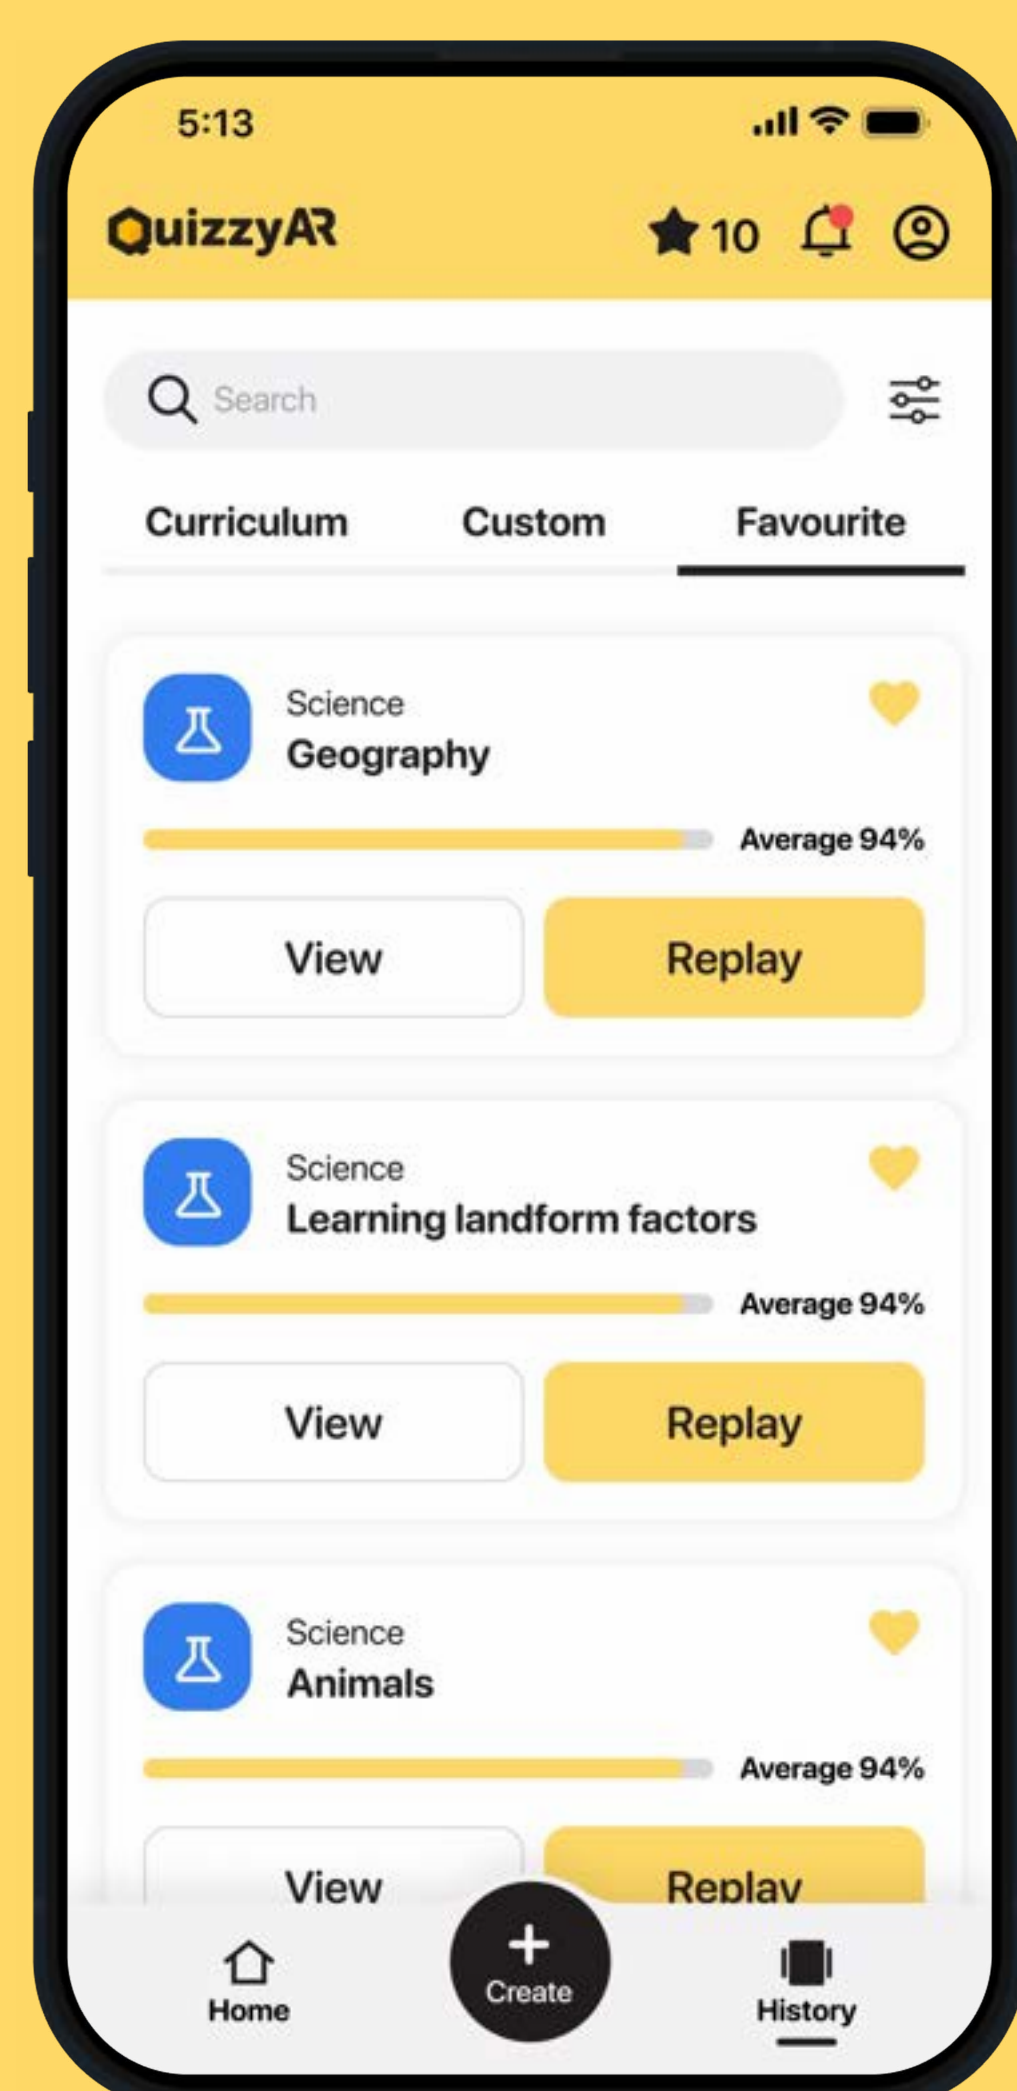 5:13
QuizzyAR
10
Search
Curriculum Custom Favourite
Science
Geography
Average 94%
View Replay
Science
Learning landform factors
Average 94%
View Replay
Science
Animals
Average 94%
View Replay
Home Create History